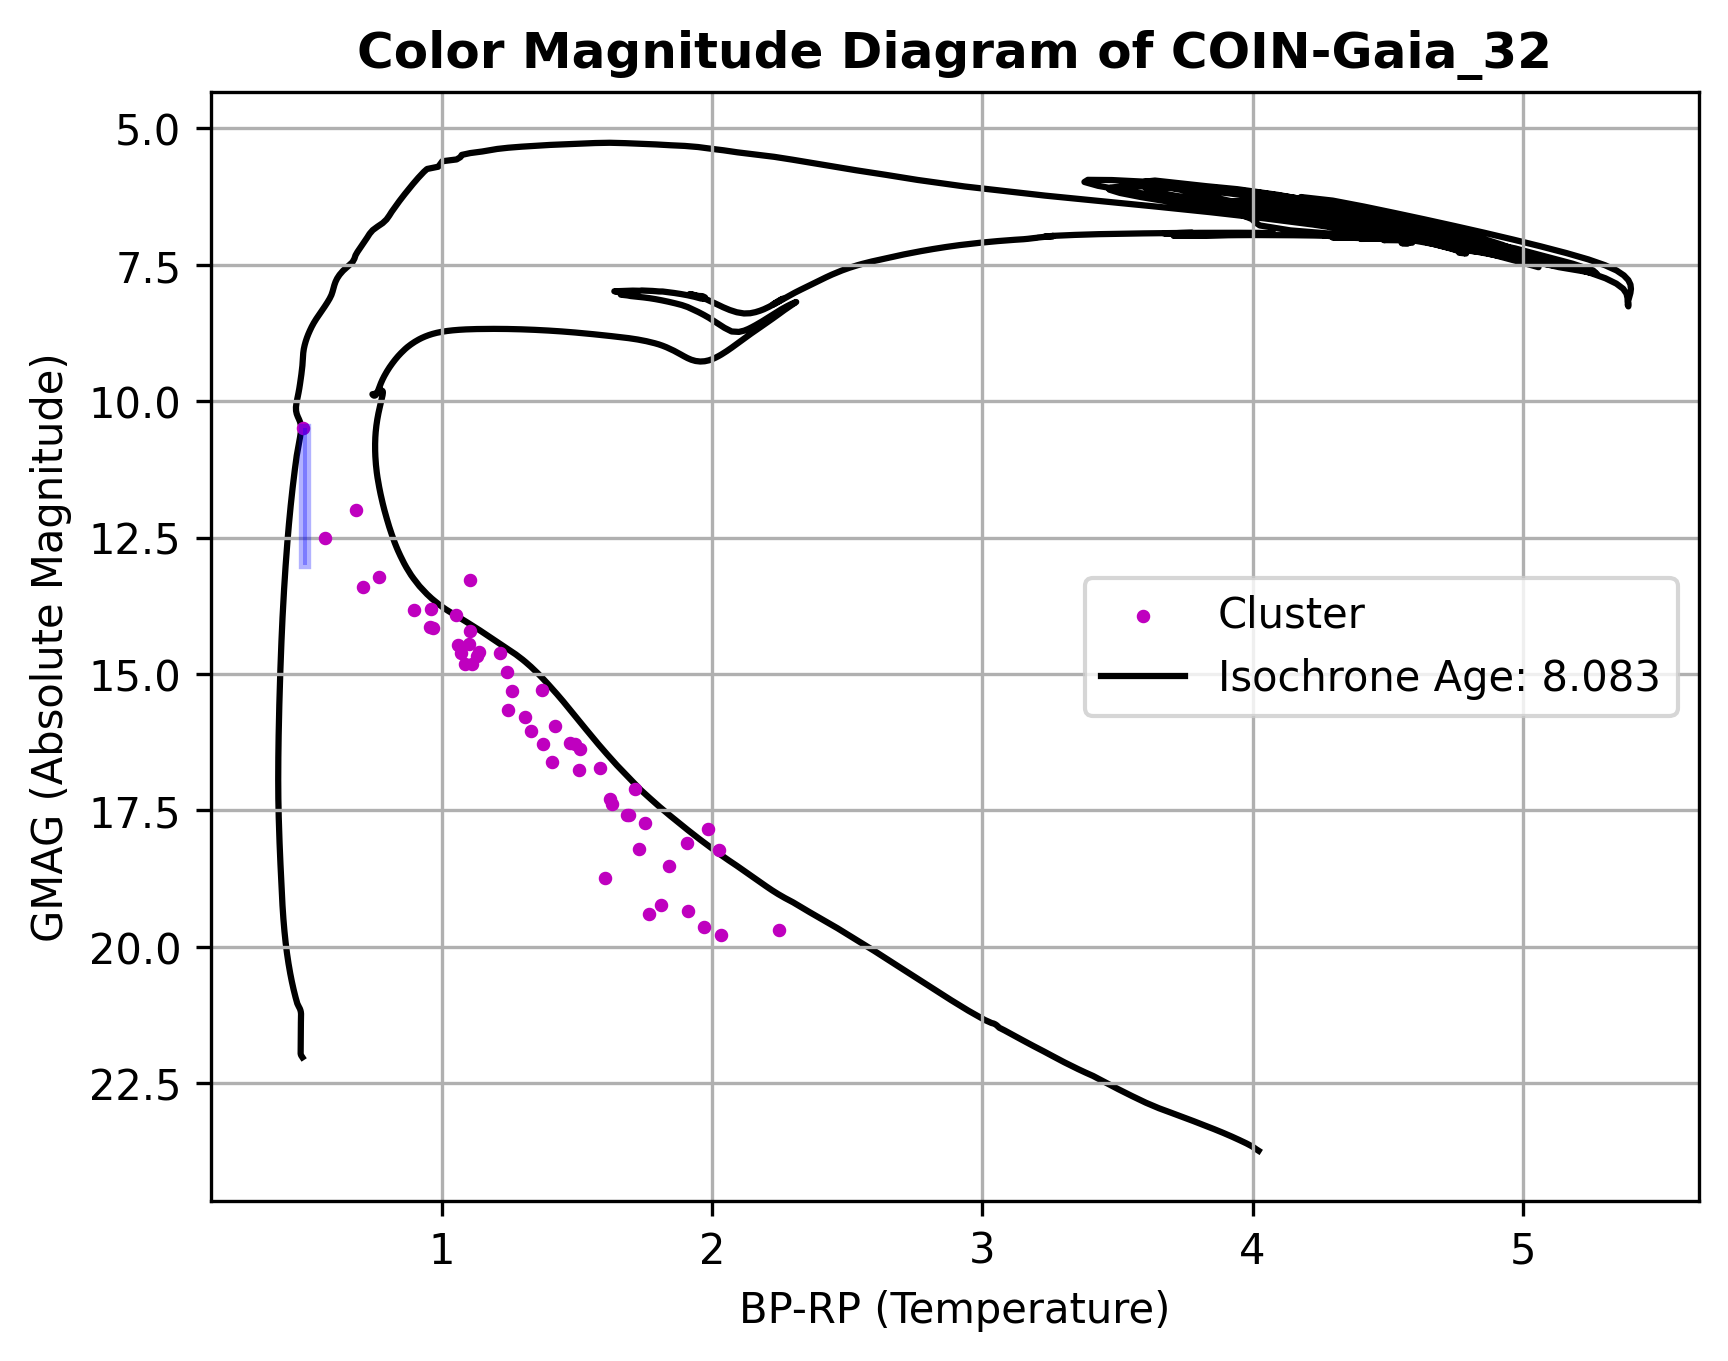 Color Magnitude Diagram of COIN-Gaia_32
5.0
7.5
10.0
12.5
15.0
17.5
20.0
22.5
GMAG (Absolute Magnitude)
Cluster
Isochrone Age: 8.083
1
2
3
4
5
BP-RP (Temperature)